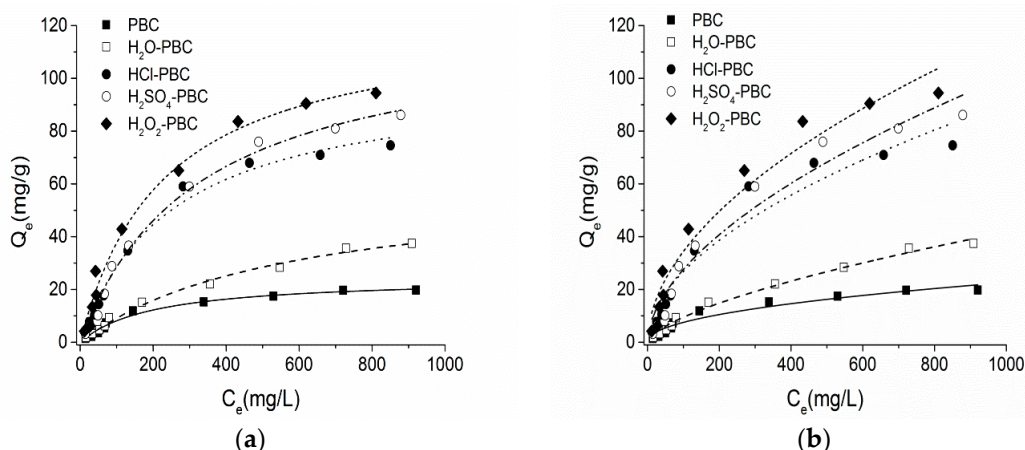 120
100
80
60
40
20
0
Qe(mg/g)
PBC
H2O-PBC
HCl-PBC
H2SO4-PBC
H2O2-PBC
0 200 400 600 800 1000
Ce(mg/L)
(a)
120
100
80
60
40
20
0
Qe(mg/g)
PBC
H2O-PBC
HCl-PBC
H2SO4-PBC
H2O2-PBC
0 200 400 600 800 1000
Ce(mg/L)
(b)